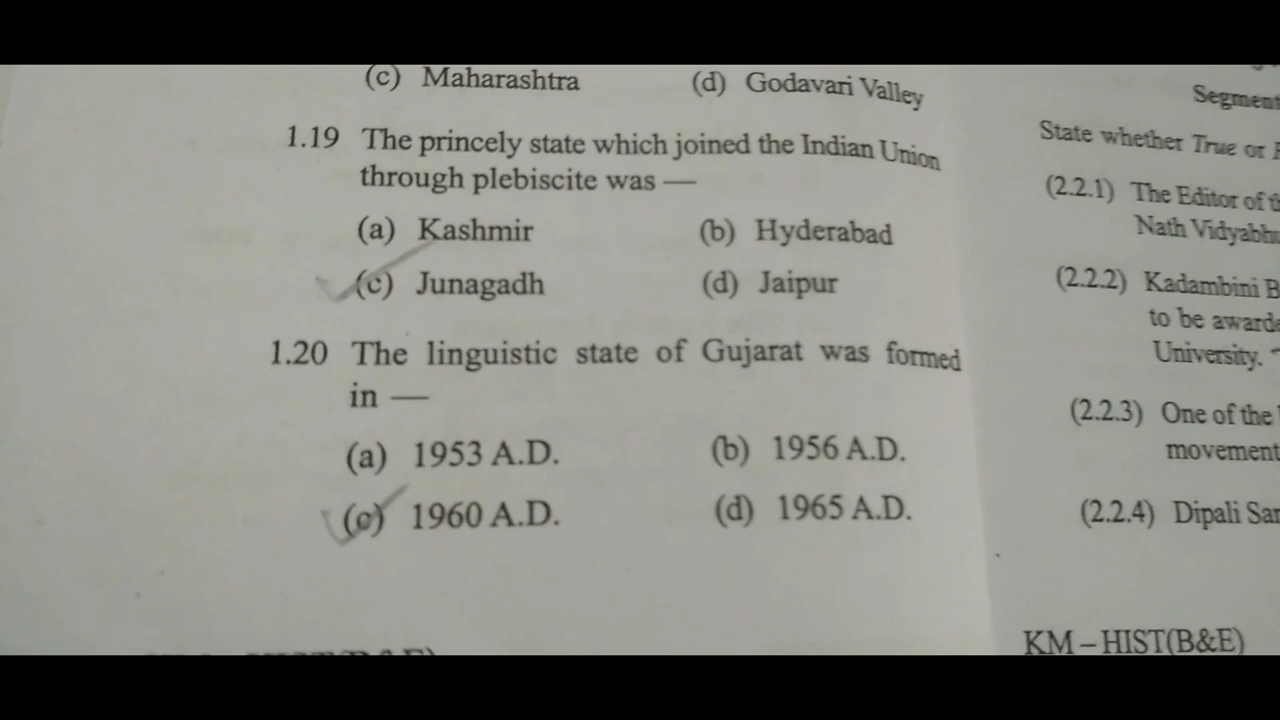 (c) Maharashtra (d) Godavari Valley
1.19 The princely state which joined the Indian Union
through plebiscite was —
(a) Kashmir (b) Hyderabad
(c) Junagadh (d) Jaipur
1.20 The linguistic state of Gujarat was formed
in —
(a) 1953 A.D. (b) 1956 A.D.
(c) 1960 A.D. (d) 1965 A.D.
Segment
State whether True or
(2.2.1) The Editor of
Nath
(2.2.2) Kadambini
to be
University.
(2.2.3) One of the
movement
(2.2.4) Dipali
KM – HIST(B&E)